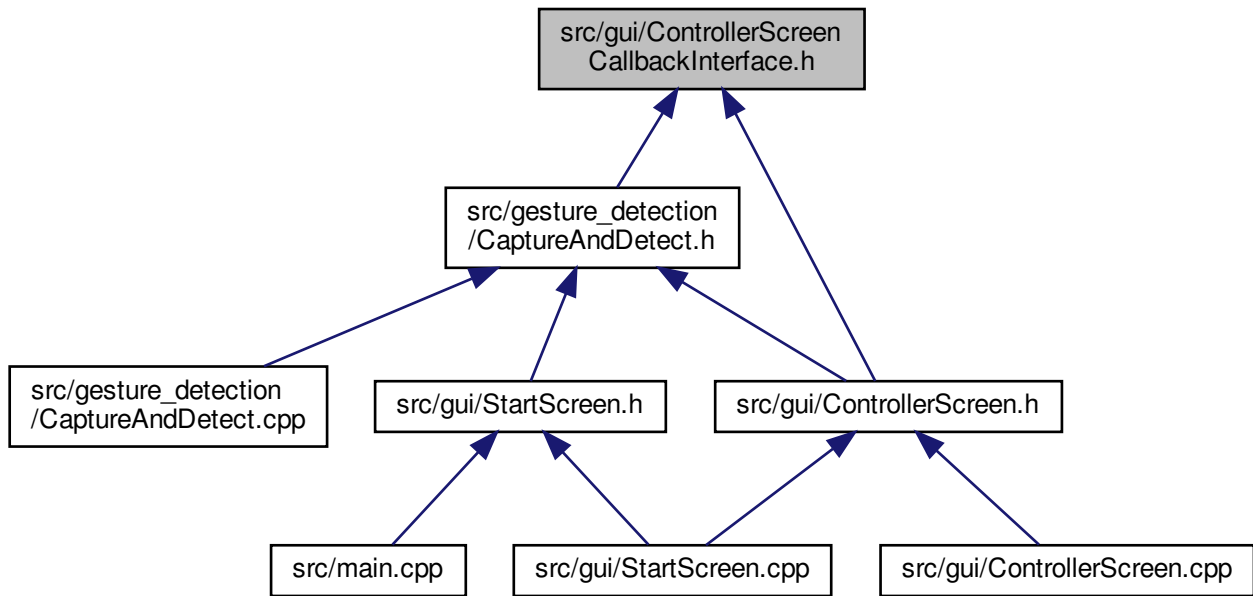 src/gui/ControllerScreen
CallbackInterface.h
src/gesture_detection
/CaptureAndDetect.h
src/gesture_detection
/CaptureAndDetect.cpp
src/gui/StartScreen.h
src/gui/ControllerScreen.h
src/main.cpp
src/gui/StartScreen.cpp
src/gui/ControllerScreen.cpp